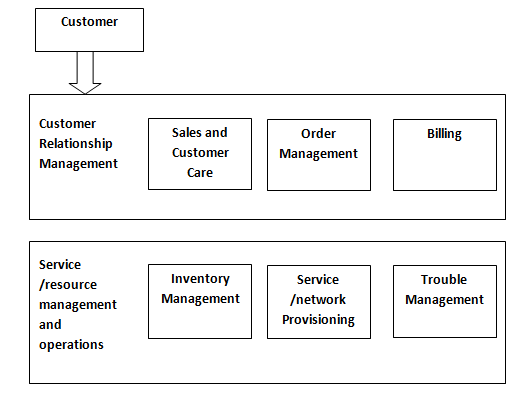 Customer
Customer
Relationship
Management
Sales and
Customer
Care
Order
Management
Billing
Service
/resource
management
and
operations
Inventory
Management
Service
/network
Provisioning
Trouble
Management